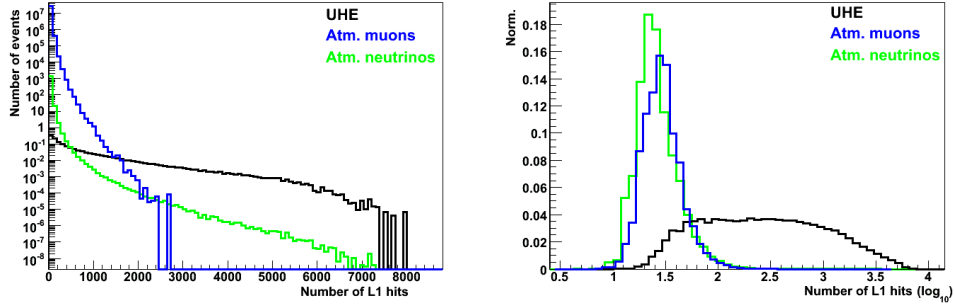 Number of events
10⁷
10⁶
10⁵
10⁴
10³
10²
10
1
10⁻¹
10⁻²
10⁻³
10⁻⁴
10⁻⁵
10⁻⁶
10⁻⁷
10⁻⁸
UHE
Atm. muons
Atm. neutrinos
0 1000 2000 3000 4000 5000 6000 7000 8000
Number of L1 hits
Norm.
0.18
0.16
0.14
0.12
0.1
0.08
0.06
0.04
0.02
0
UHE
Atm. muons
Atm. neutrinos
0.5 1 1.5 2 2.5 3 3.5 4
Number of L1 hits (log₁₀)